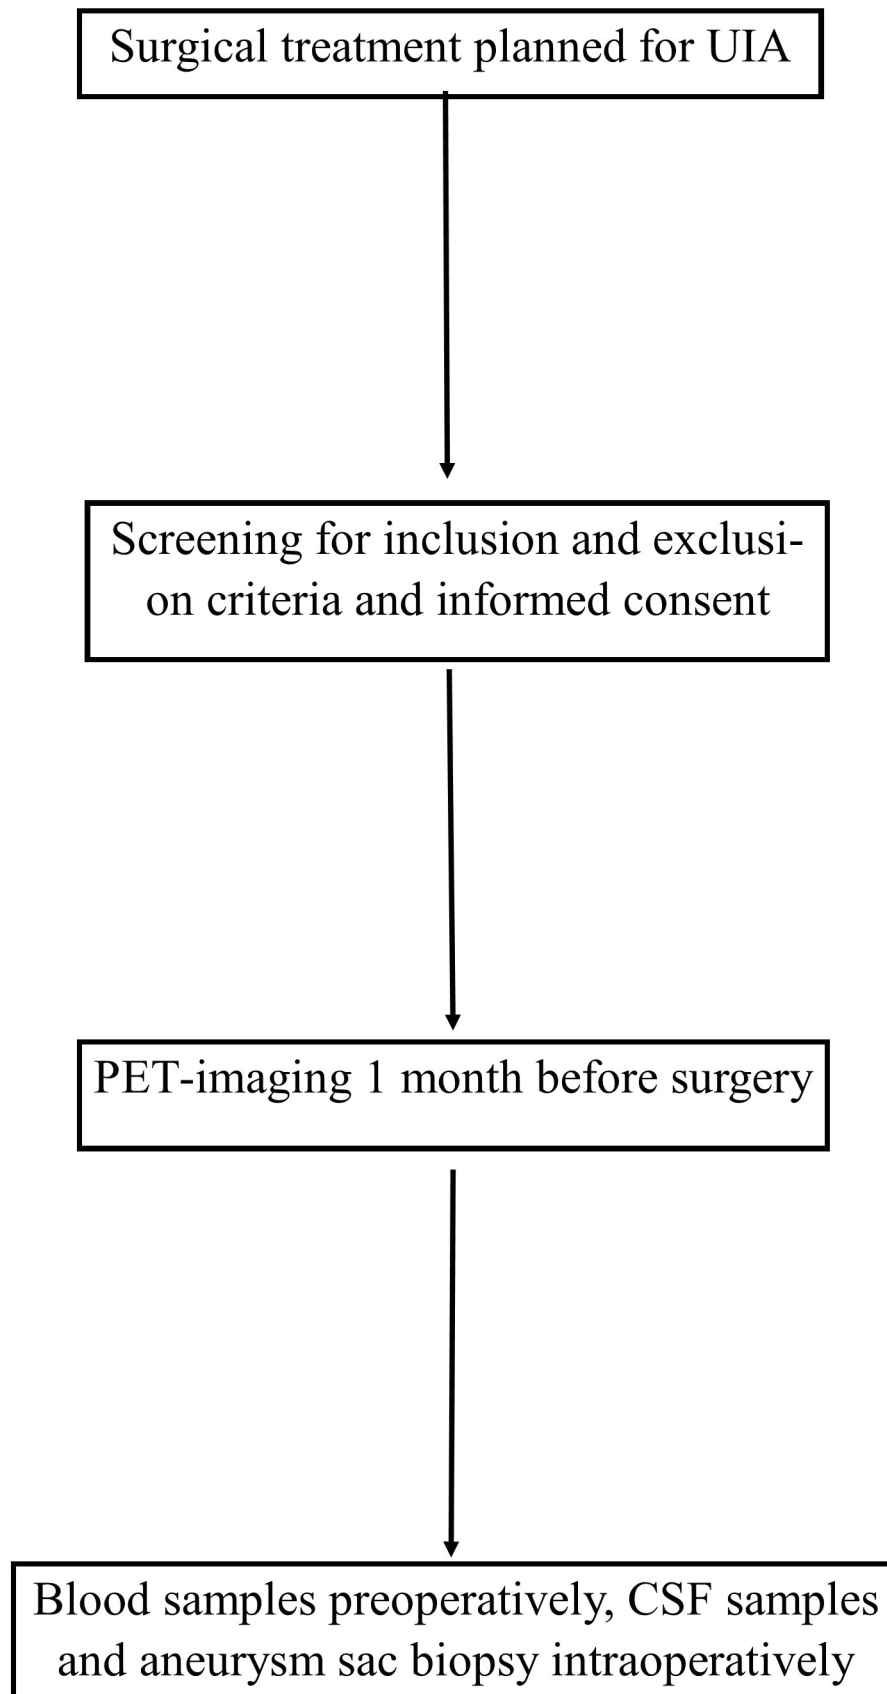 Surgical treatment planned for UIA
Screening for inclusion and exclusi-
on criteria and informed consent
PET-imaging 1 month before surgery
Blood samples preoperatively, CSF samples
and aneurysm sac biopsy intraoperatively